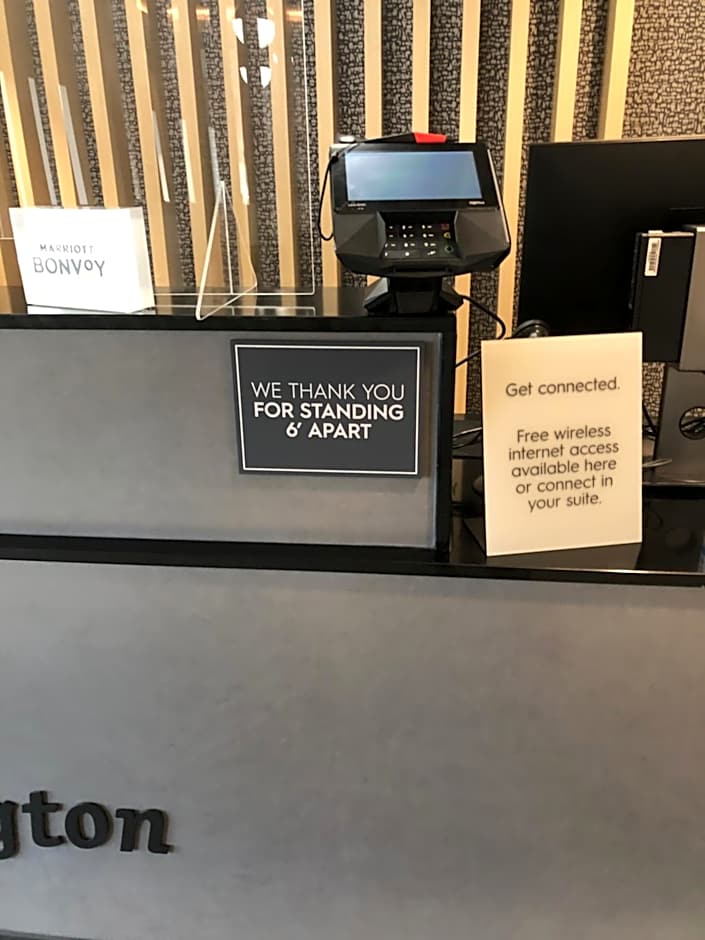 MARRIOTT
BONVOY
WE THANK YOU
FOR STANDING
6' APART
Get connected.
Free wireless
internet access
available here
or connect in
your suite.
gton